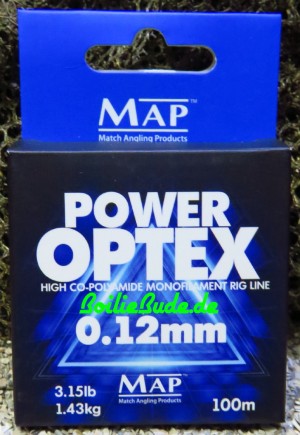 MAP™
Match Angling Products
POWER
OPTEX
HIGH CO-POLYAMIDE MONOFILAMENT RIG LINE
BoilieBude.de
0.12mm
3.15lb
1.43kg
MAP
Match Angling Products
100m